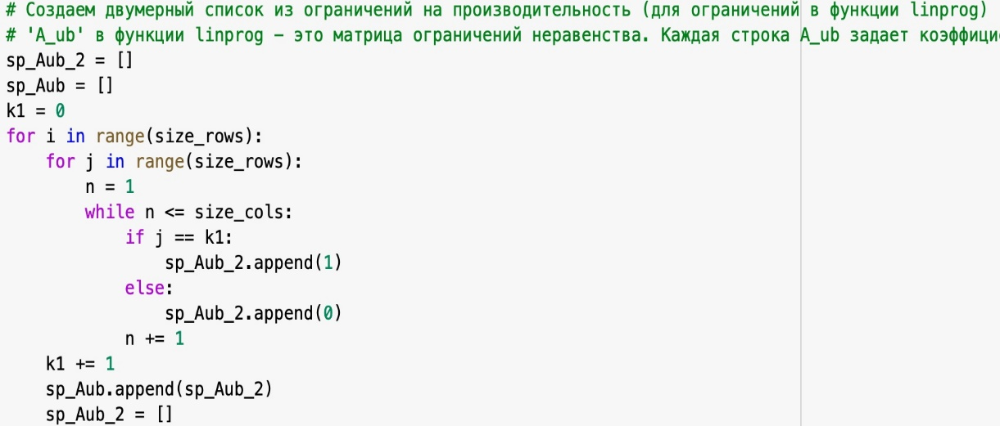 # Создаем двумерный список из ограничений на производительность (для ограничений в функции linprog)
# 'A_ub' в функции linprog – это матрица ограничений неравенства. Каждая строка A_ub задает
sp_Aub_2 = []
sp_Aub = []
k1 = 0
for i in range(size_rows):
    for j in range(size_rows):
        n = 1
        while n <= size_cols:
            if j == k1:
                sp_Aub_2.append(1)
            else:
                sp_Aub_2.append(0)
            n += 1
    k1 += 1
    sp_Aub.append(sp_Aub_2)
    sp_Aub_2 = []